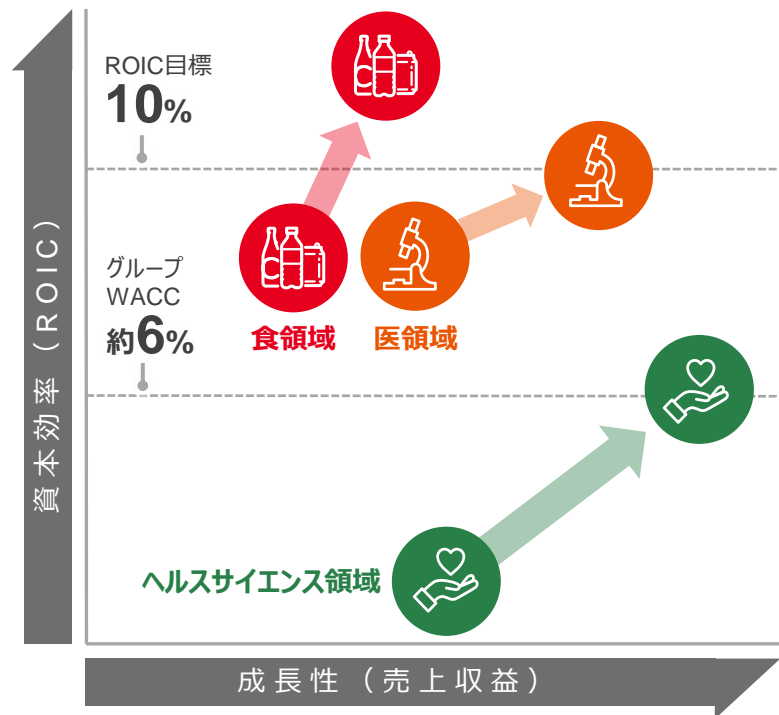 ROIC目標
10%
グループ
WACC
約6%
食領域
医領域
ヘルスサイエンス領域
資本効率（ROIC）
成長性（売上収益）